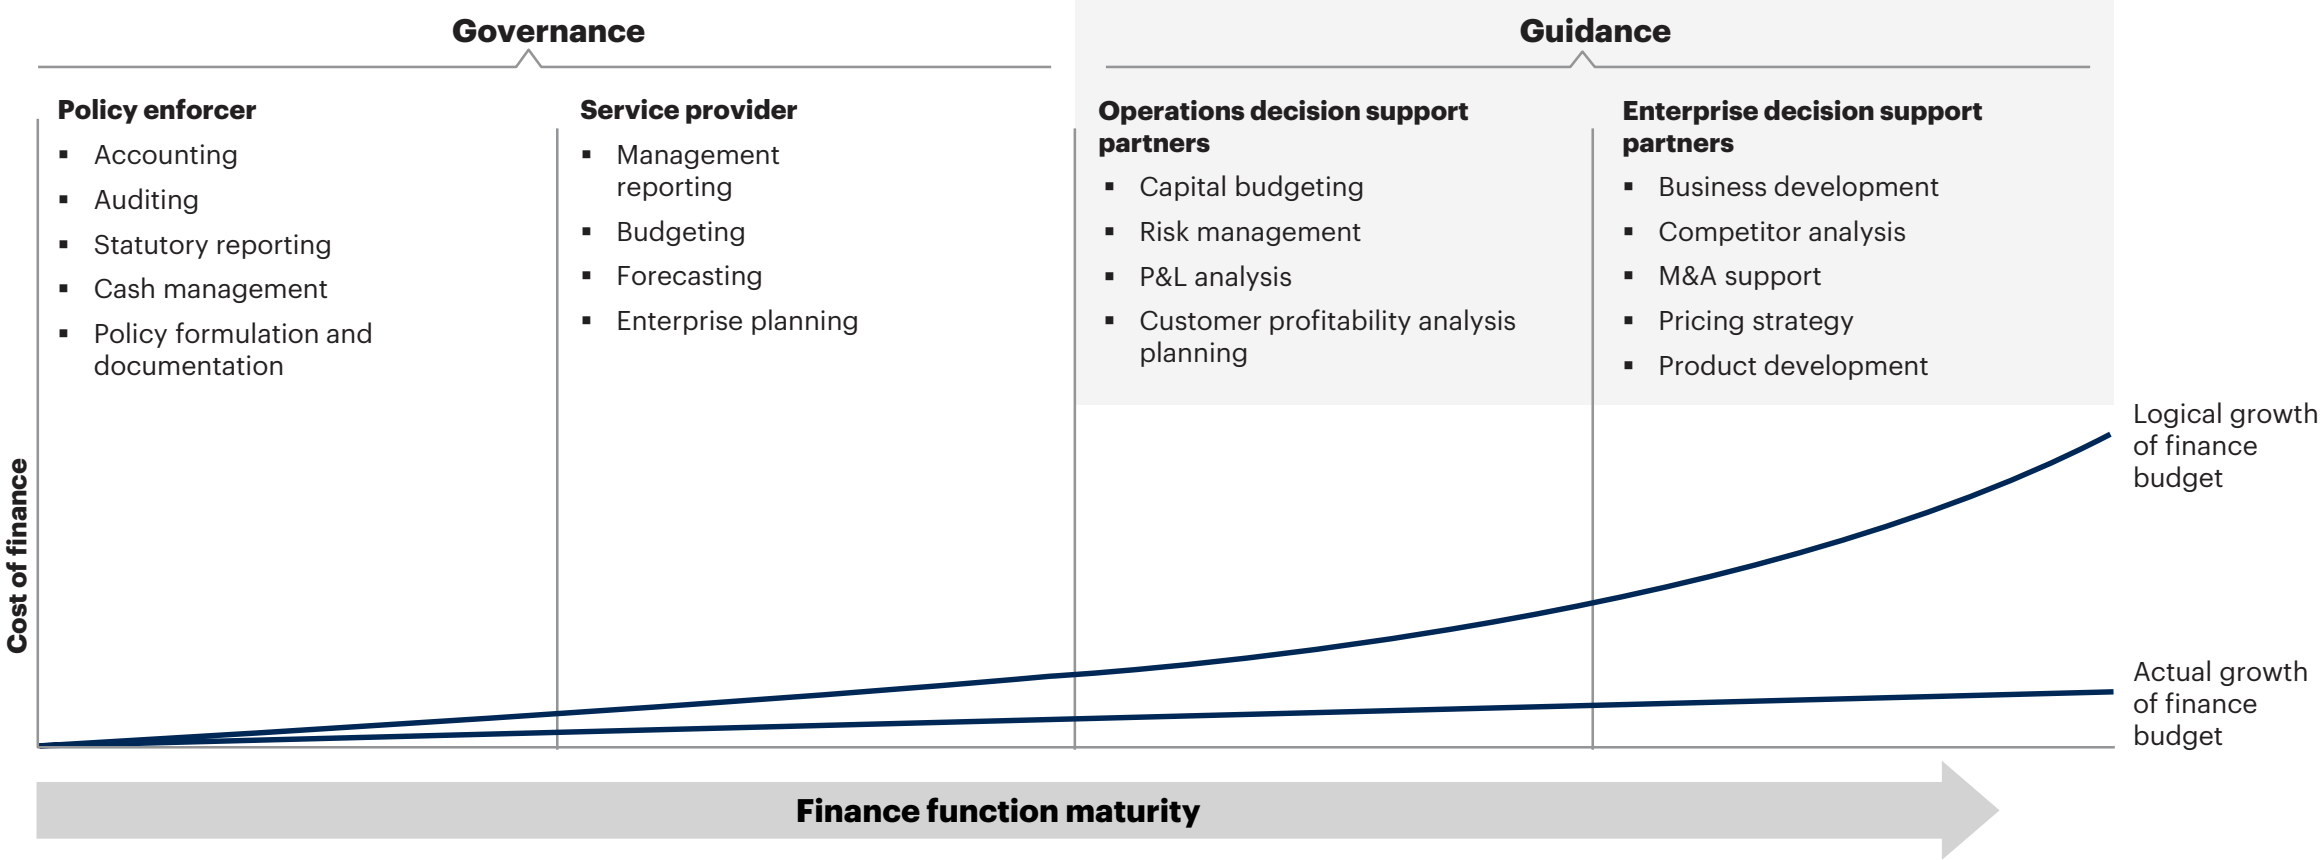 Governance
Guidance
Policy enforcer
▪ Accounting
▪ Auditing
▪ Statutory reporting
▪ Cash management
▪ Policy formulation and
documentation
Service provider
▪ Management
reporting
▪ Budgeting
▪ Forecasting
▪ Enterprise planning
Operations decision support
partners
▪ Capital budgeting
▪ Risk management
▪ P&L analysis
▪ Customer profitability analysis
planning
Enterprise decision support
partners
▪ Business development
▪ Competitor analysis
▪ M&A support
▪ Pricing strategy
▪ Product development
Cost of finance
Logical growth
of finance
budget
Actual growth
of finance
budget
Finance function maturity